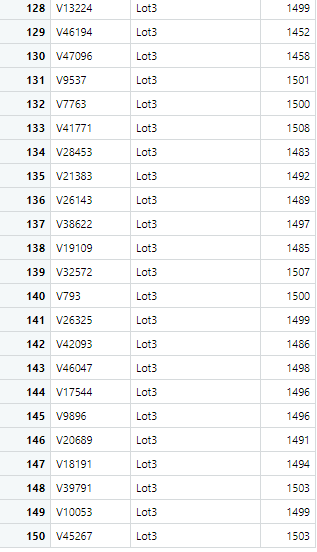 128 V13224 Lot3 1499
129 V46194 Lot3 1452
130 V47096 Lot3 1458
131 V9537 Lot3 1501
132 V7763 Lot3 1500
133 V41771 Lot3 1508
134 V28453 Lot3 1483
135 V21383 Lot3 1492
136 V26143 Lot3 1489
137 V38622 Lot3 1497
138 V19109 Lot3 1485
139 V32572 Lot3 1507
140 V793 Lot3 1500
141 V26325 Lot3 1499
142 V42093 Lot3 1486
143 V46047 Lot3 1498
144 V17544 Lot3 1496
145 V9896 Lot3 1496
146 V20689 Lot3 1491
147 V18191 Lot3 1494
148 V39791 Lot3 1503
149 V10053 Lot3 1499
150 V45267 Lot3 1503